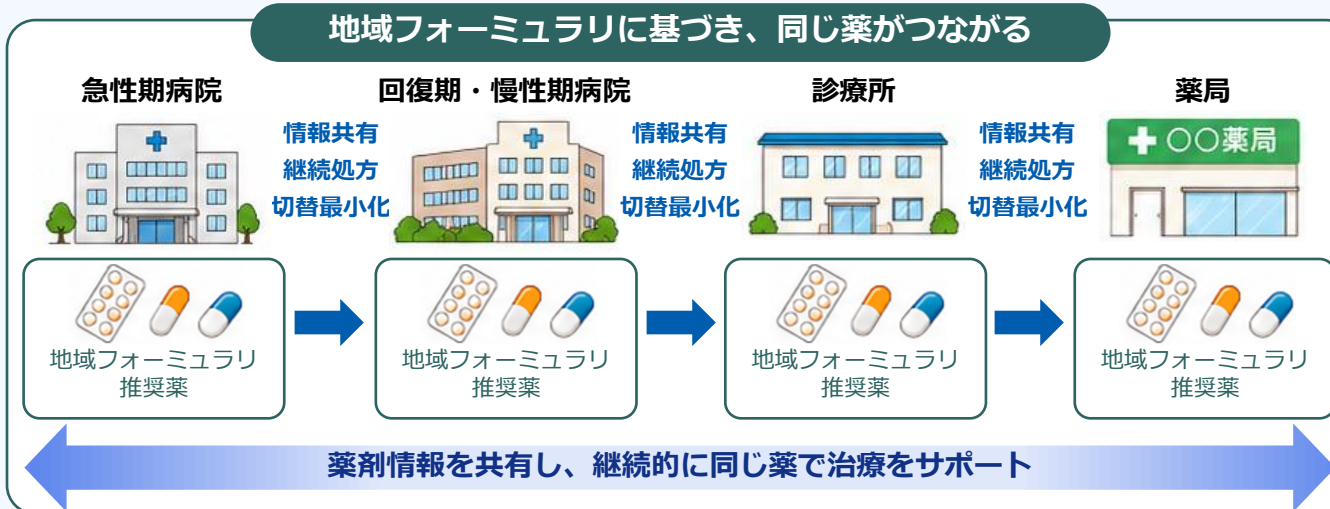 地域フォーミュラリに基づき、同じ薬がつながる
急性期病院
回復期・慢性期病院
診療所
薬局
情報共有
継続処方
切替最小化
情報共有
継続処方
切替最小化
情報共有
継続処方
切替最小化
〇〇薬局
地域フォーミュラリ
推奨薬
地域フォーミュラリ
推奨薬
地域フォーミュラリ
推奨薬
地域フォーミュラリ
推奨薬
薬剤情報を共有し、継続的に同じ薬で治療をサポート